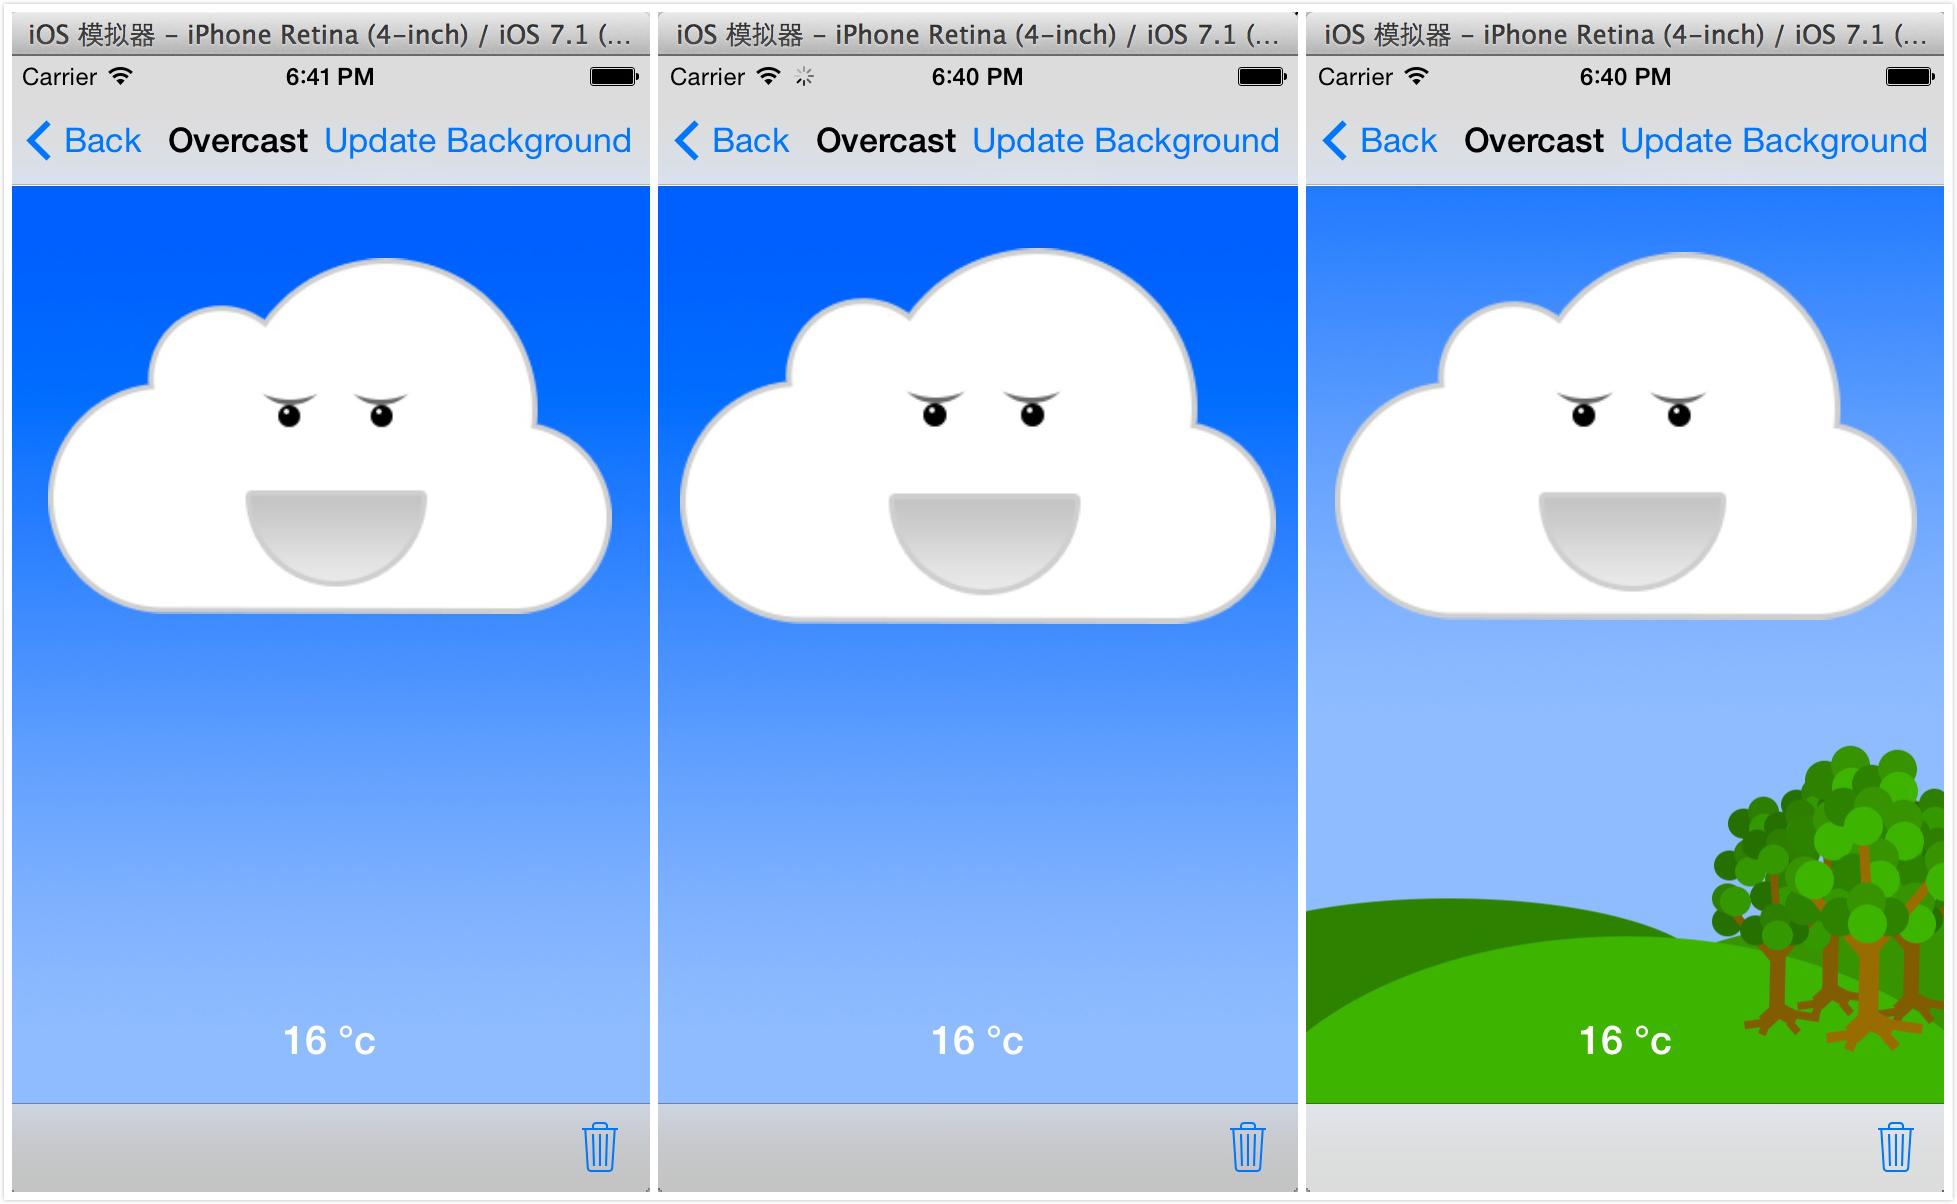 iOS 模拟器 – iPhone Retina (4-inch) / iOS 7.1 (...
Carrier 6:41 PM
Back Overcast Update Background
16 °c
iOS 模拟器 – iPhone Retina (4-inch) / iOS 7.1 (...
Carrier 6:40 PM
Back Overcast Update Background
16 °c
iOS 模拟器 – iPhone Retina (4-inch) / iOS 7.1 (...
Carrier 6:40 PM
Back Overcast Update Background
16 °c